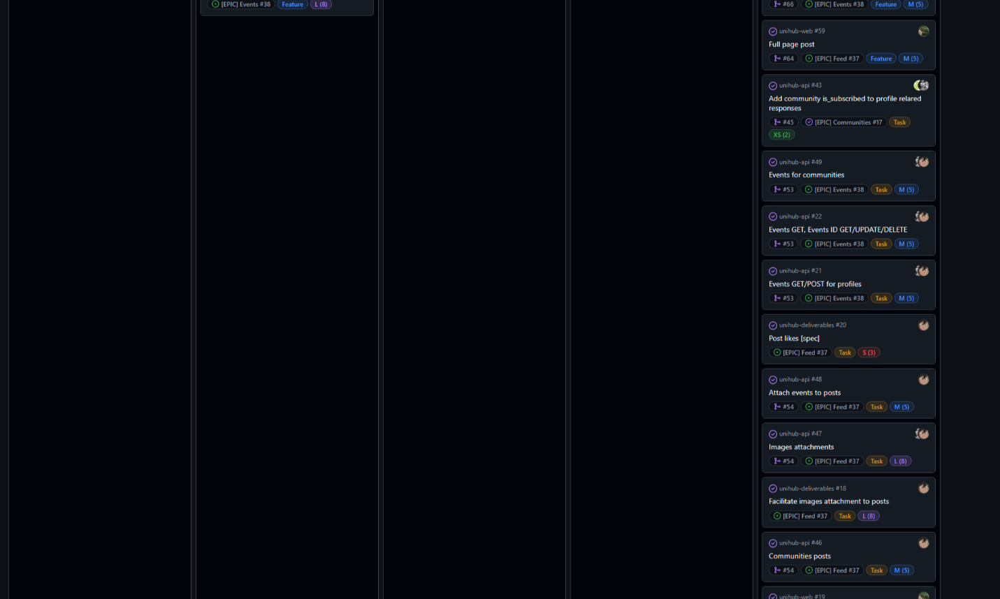 [EPIC] Events #38 Feature L (8)
#66 [EPIC] Events #38 Feature M (5)
unihub-web #59
Full page post
#64 [EPIC] Feed #37 Feature M (5)
unihub-api #43
Add community is_subscribed to profile relared
responses
#45 [EPIC] Communities #17 Task
XS (2)
unihub-api #49
Events for communities
#53 [EPIC] Events #38 Task M (5)
unihub-api #22
Events GET, Events ID GET/UPDATE/DELETE
#53 [EPIC] Events #38 Task M (5)
unihub-api #21
Events GET/POST for profiles
#53 [EPIC] Events #38 Task M (5)
unihub-deliverables #20
Post likes [spec]
[EPIC] Feed #37 Task S (3)
unihub-api #48
Attach events to posts
#54 [EPIC] Feed #37 Task M (5)
unihub-api #47
Images attachments
#54 [EPIC] Feed #37 Task L (8)
unihub-deliverables #18
Facilitate images attachment to posts
[EPIC] Feed #37 Task L (8)
unihub-api #46
Communities posts
#54 [EPIC] Feed #37 Task M (5)
unihub-web #19